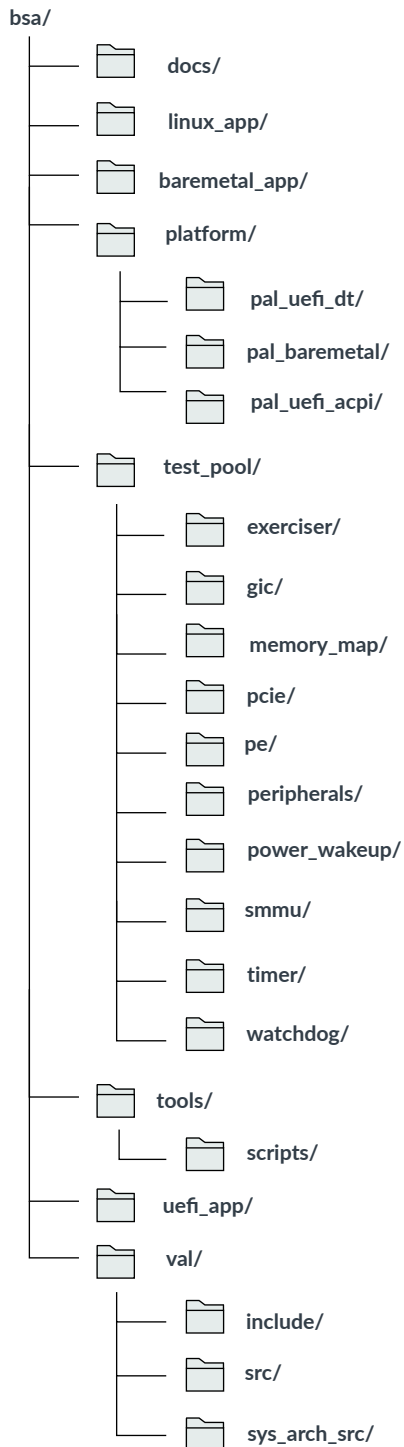 bsa/
docs/
linux_app/
baremetal_app/
platform/
pal_uefi_dt/
pal_baremetal/
pal_uefi_acpi/
test_pool/
exerciser/
gic/
memory_map/
pcie/
pe/
peripherals/
power_wakeup/
smmu/
timer/
watchdog/
tools/
scripts/
uefi_app/
val/
include/
src/
sys_arch_src/